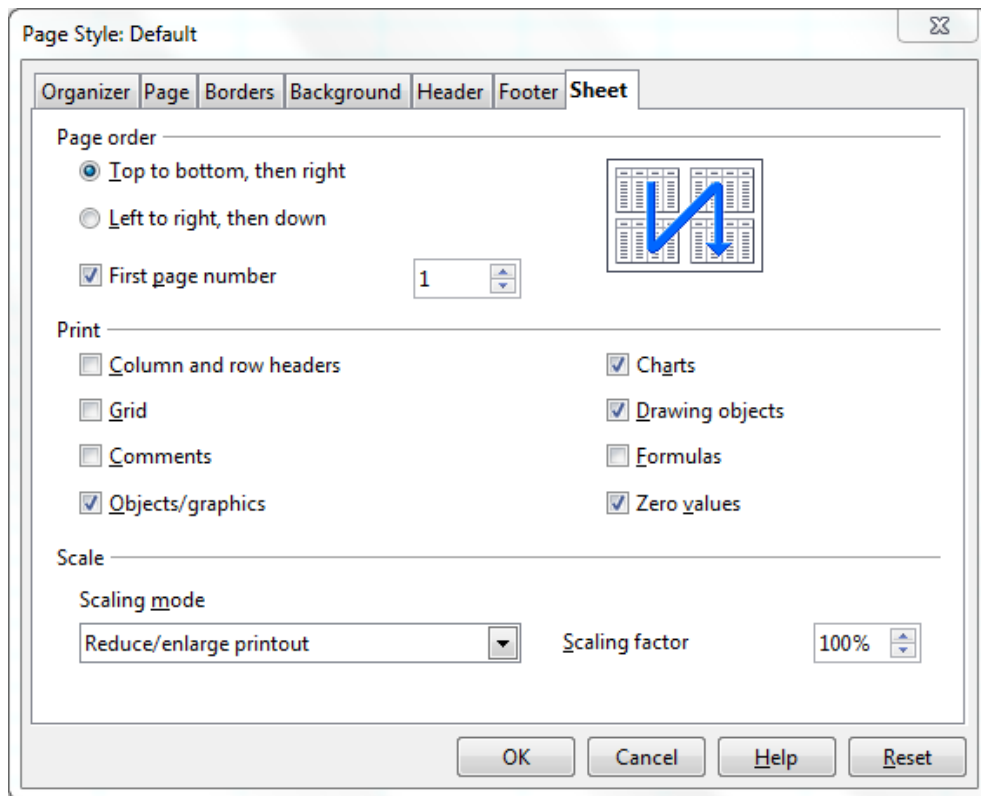 Page Style: Default
Organizer Page Borders Background Header Footer Sheet
Page order
Top to bottom, then right
Left to right, then down
First page number 1
Print
Column and row headers Charts
Grid Drawing objects
Comments Formulas
Objects/graphics Zero values
Scale
Scaling mode
Reduce/enlarge printout Scaling factor 100%
OK Cancel Help Reset